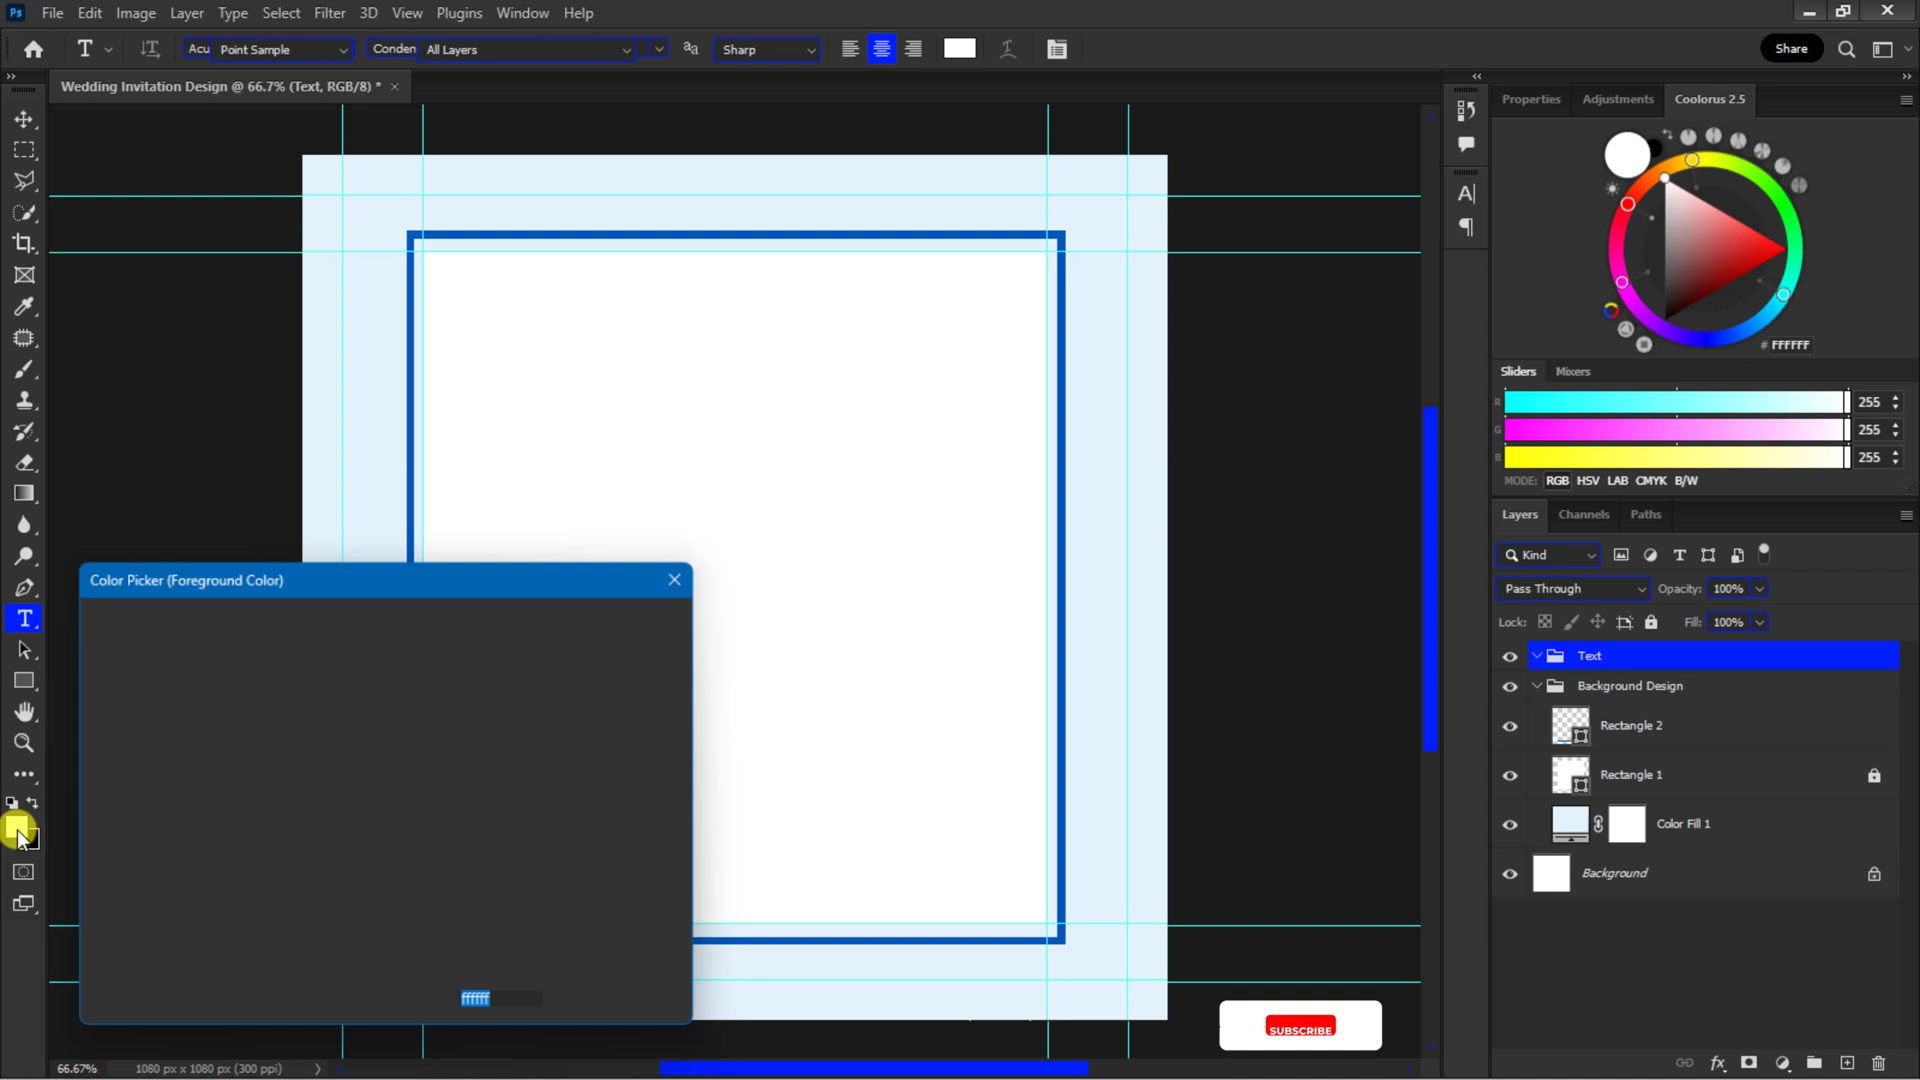 Ps File Edit Image Layer Type Select Filter 3D View Plugins Window Help
T Acu Point Sample Conden All Layers aa Sharp Share
Wedding Invitation Design @ 66.7% (Text, RGB/8) *
Properties Adjustments Coolorus 2.5
# FFFFFF
Sliders Mixers
R 255
G 255
B 255
MODE: RGB HSV LAB CMYK B/W
Layers Channels Paths
Kind
Pass Through Opacity: 100%
Lock: Fill: 100%
Text
Background Design
Rectangle 2
Rectangle 1
Color Fill 1
Background
Color Picker (Foreground Color)
ffffff
SUBSCRIBE
66.67% 1080 px x 1080 px (300 ppi)